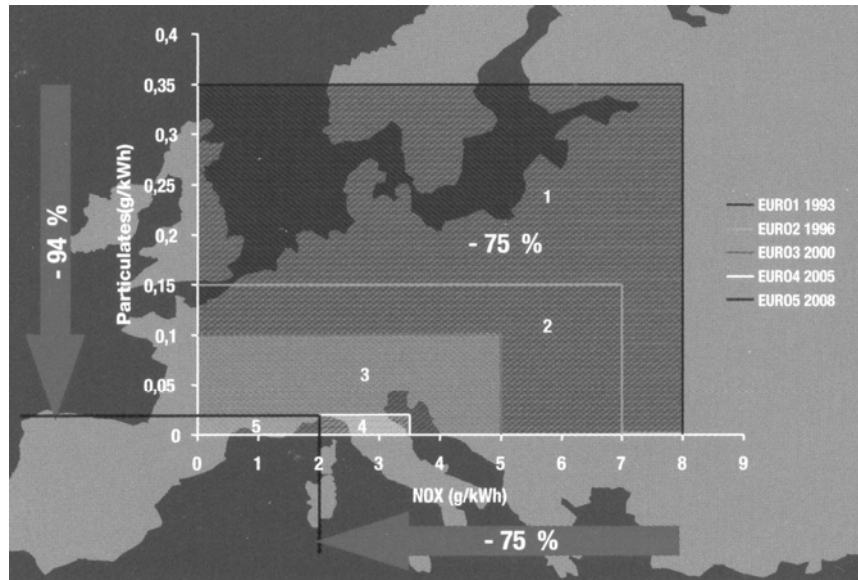 0,4
0,35
0,3
0,25
0,2
0,15
0,1
0,05
0
Particulates(g/kWh)
- 94 %
1
- 75 %
2
3
4
5
0 1 2 3 4 5 6 7 8 9
NOX (g/kWh)
- 75 %
EURO1 1993
EURO2 1996
EURO3 2000
EURO4 2005
EURO5 2008